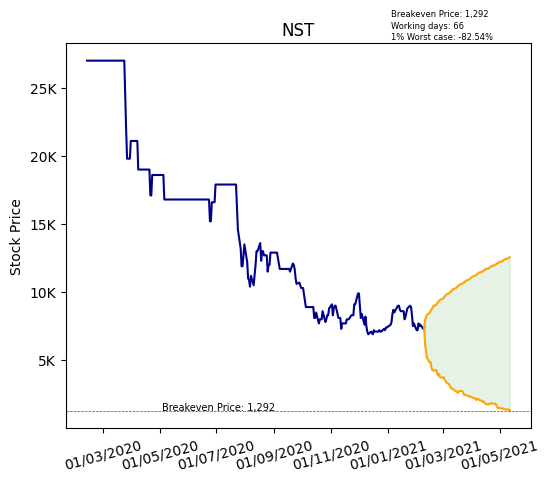 Breakeven Price: 1,292
Working days: 66
1% Worst case: -82.54%
NST
Stock Price
25K
20K
15K
10K
5K
Breakeven Price: 1,292
01/03/2020
01/05/2020
01/07/2020
01/09/2020
01/11/2020
01/01/2021
01/03/2021
01/05/2021